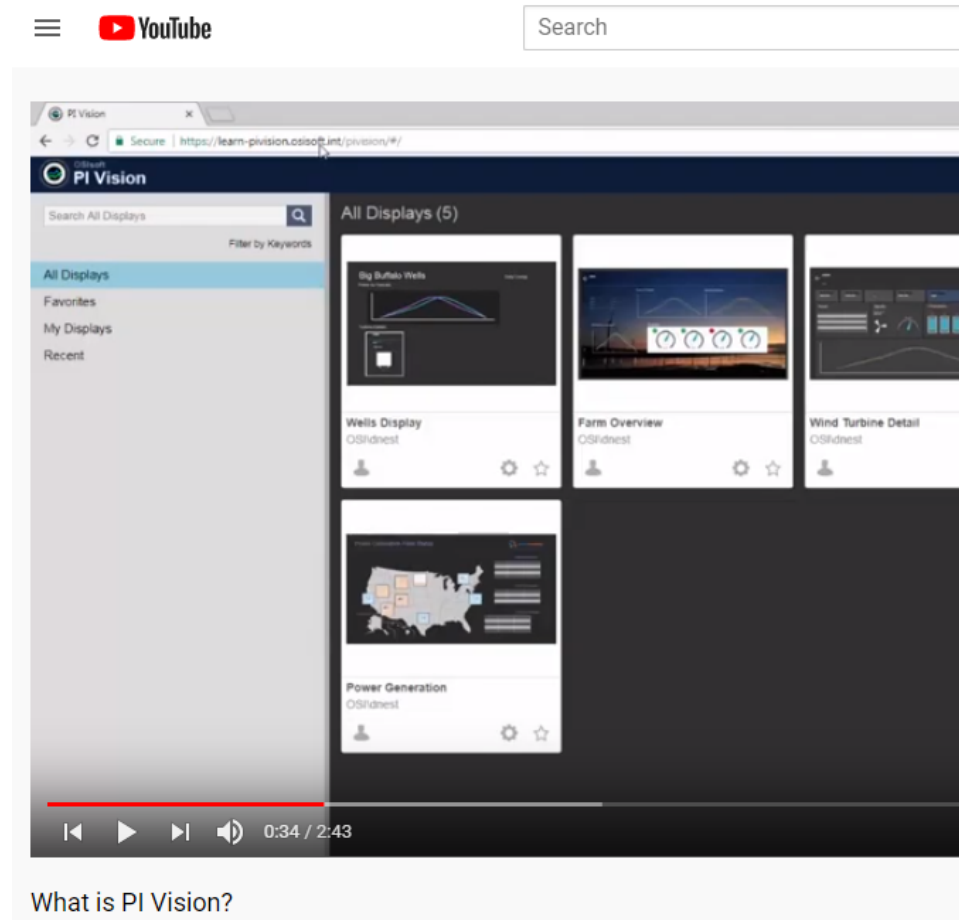 YouTube
Search
PI Vision
Secure | https://learn-pivision.osisoft.int/pivision/#/
OSIsoft
PI Vision
Search All Displays
Filter by Keywords
All Displays
Favorites
My Displays
Recent
All Displays (5)
Big Buffalo Wells
Wells Display
OSI\dnest
Farm Overview
OSI\dnest
Wind Turbine Detail
OSI\dnest
Power Generation
OSI\dnest
0:34 / 2:43
What is PI Vision?